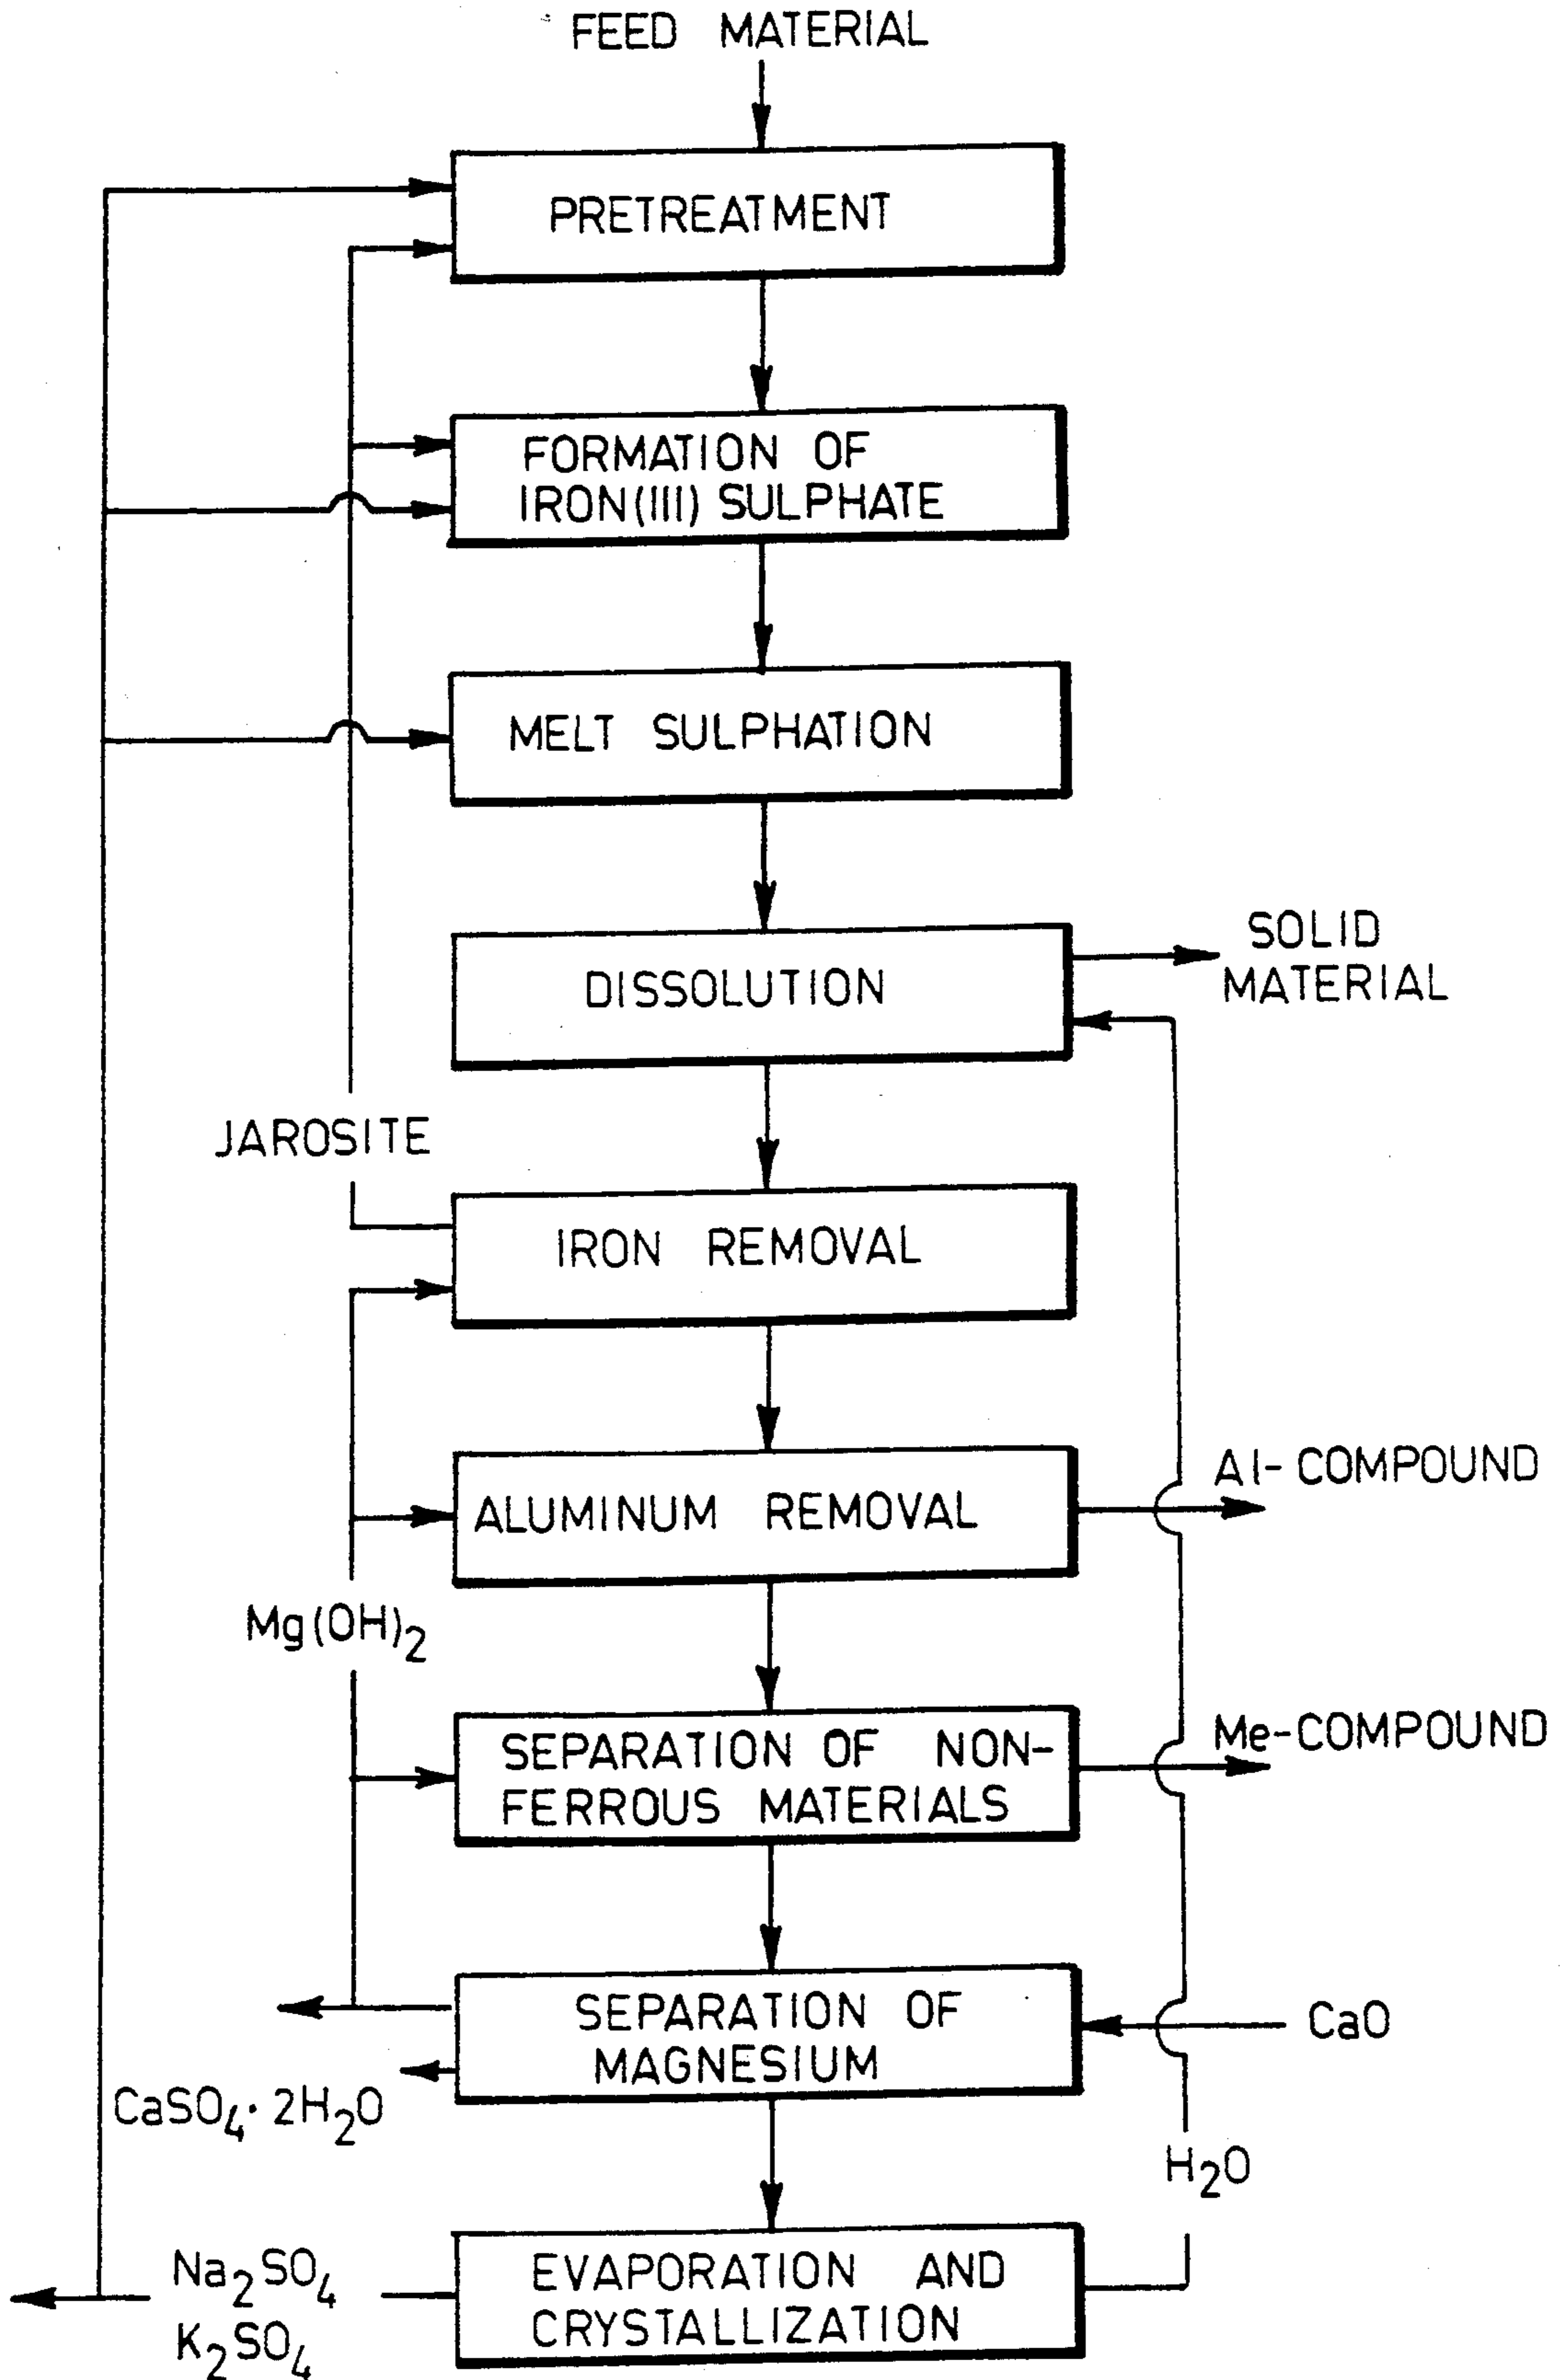 FEED MATERIAL
PRETREATMENT
FORMATION OF
IRON(III) SULPHATE
MELT SULPHATION
DISSOLUTION
SOLID
MATERIAL
JAROSITE
IRON REMOVAL
ALUMINUM REMOVAL
Al-COMPOUND
Mg(OH)₂
SEPARATION OF NON-
FERROUS MATERIALS
Me-COMPOUND
SEPARATION OF
MAGNESIUM
CaO
CaSO₄·2H₂O
H₂O
Na₂SO₄
K₂SO₄
EVAPORATION AND
CRYSTALLIZATION